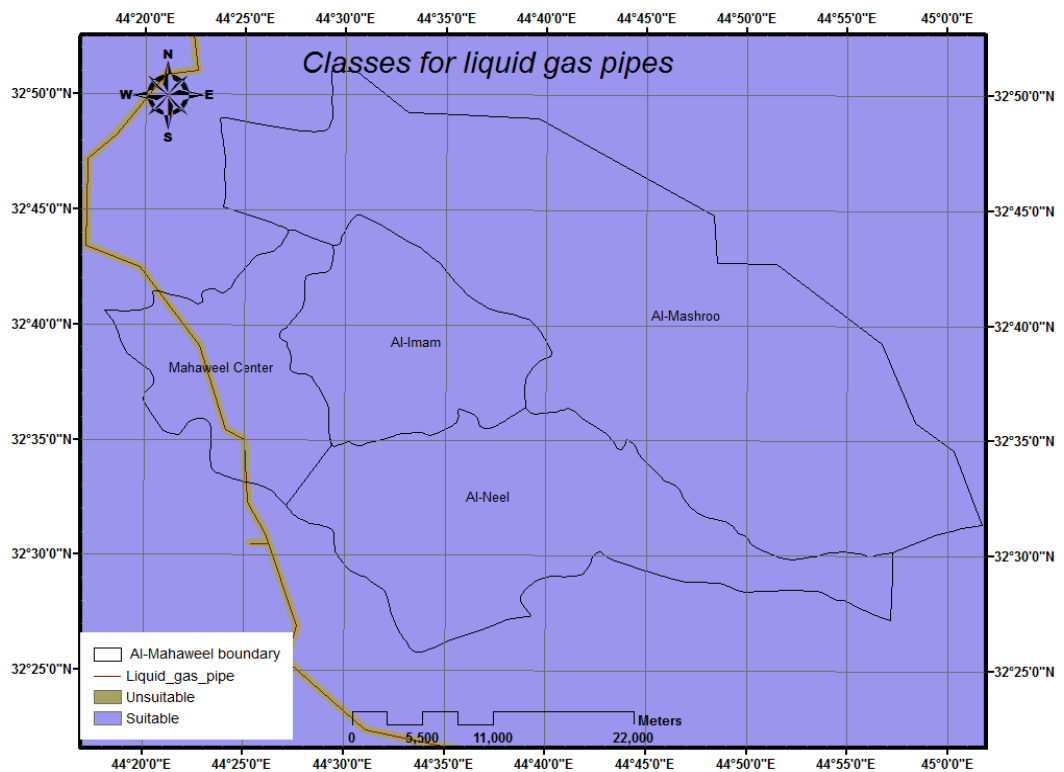 44°20'0"E 44°25'0"E 44°30'0"E 44°35'0"E 44°40'0"E 44°45'0"E 44°50'0"E 44°55'0"E 45°0'0"E
Classes for liquid gas pipes
N
W E
S
32°50'0"N 32°50'0"N
32°45'0"N 32°45'0"N
32°40'0"N 32°40'0"N
Al-Mashroo
Al-Imam
Mahaweel Center
32°35'0"N 32°35'0"N
Al-Neel
32°30'0"N 32°30'0"N
32°25'0"N 32°25'0"N
Al-Mahaweel boundary
Liquid_gas_pipe
Unsuitable
Suitable
Meters
0 5,500 11,000 22,000
44°20'0"E 44°25'0"E 44°30'0"E 44°35'0"E 44°40'0"E 44°45'0"E 44°50'0"E 44°55'0"E 45°0'0"E